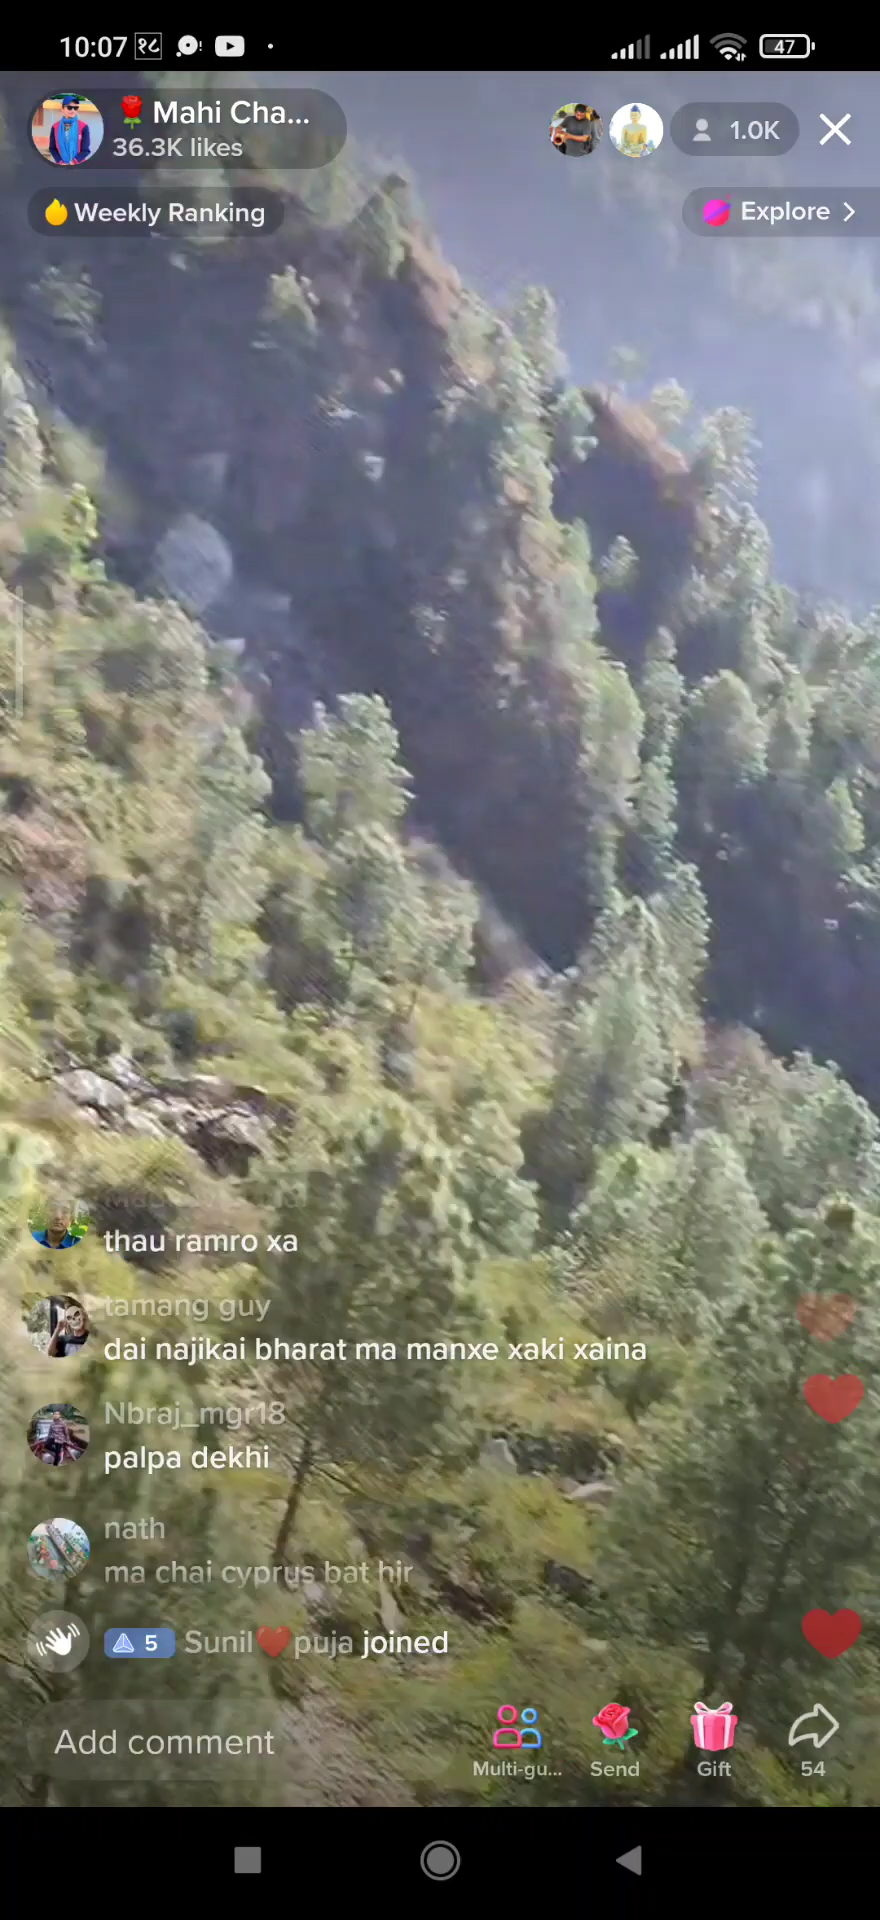 10:07 १८
47
🌹 Mahi Cha...
36.3K likes
1.0K
Weekly Ranking
Explore >
thau ramro xa
tamang guy
dai najikai bharat ma manxe xaki xaina
Nbraj_mgr18
palpa dekhi
nath
ma chai cyprus bat hjr
5 Sunil❤️puja joined
Add comment
Multi-gu...
Send
Gift
54